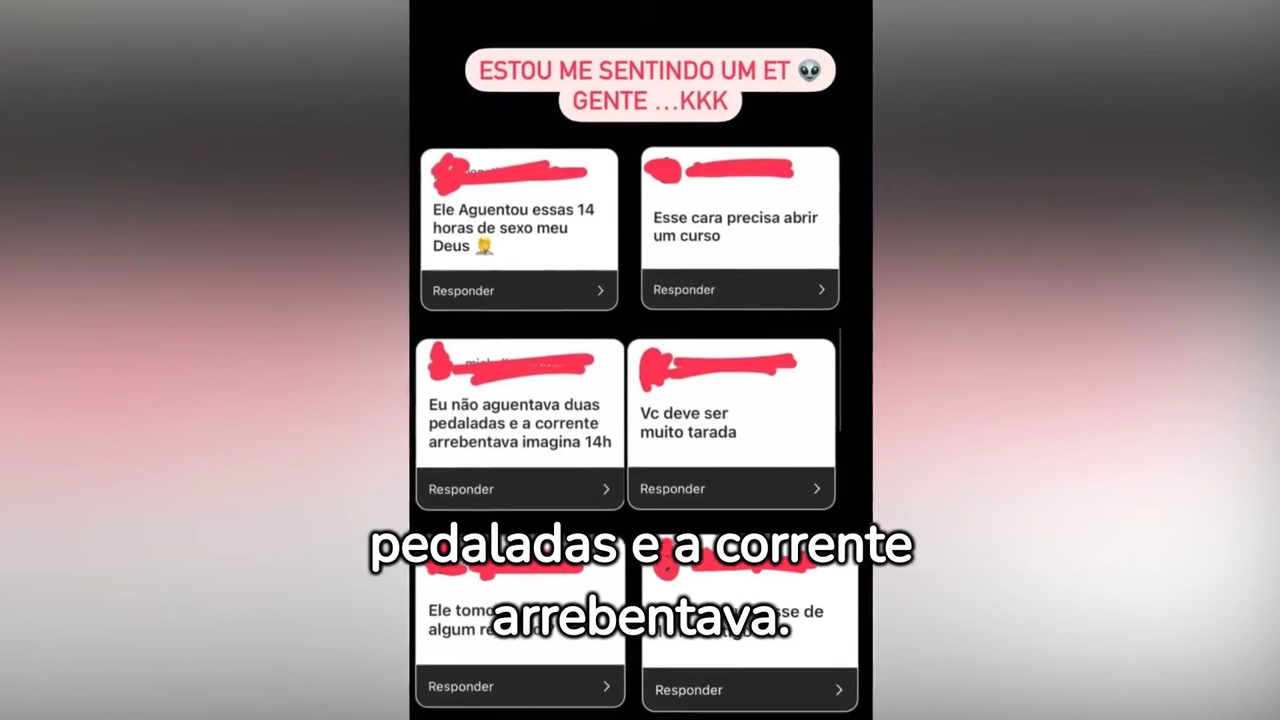 ESTOU ME SENTINDO UM ET 👽
GENTE ...KKK
Ele Aguentou essas 14
horas de sexo meu
Deus 🤦
Responder
Esse cara precisa abrir
um curso
Responder
Eu não aguentava duas
pedaladas e a corrente
arrebentava imagina 14h
Responder
Vc deve ser
muito tarada
Responder
pedaladas e a corrente
arrebentava.
Ele
algum
Responder
de
Responder